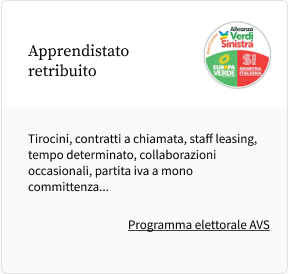 Apprendistato
retribuito
Alleanza
Verdi
Sinistra
EUROPA
VERDE
SI
SINISTRA
ITALIANA
Tirocini, contratti a chiamata, staff leasing,
tempo determinato, collaborazioni
occasionali, partita iva a mono
committenza...
Programma elettorale AVS